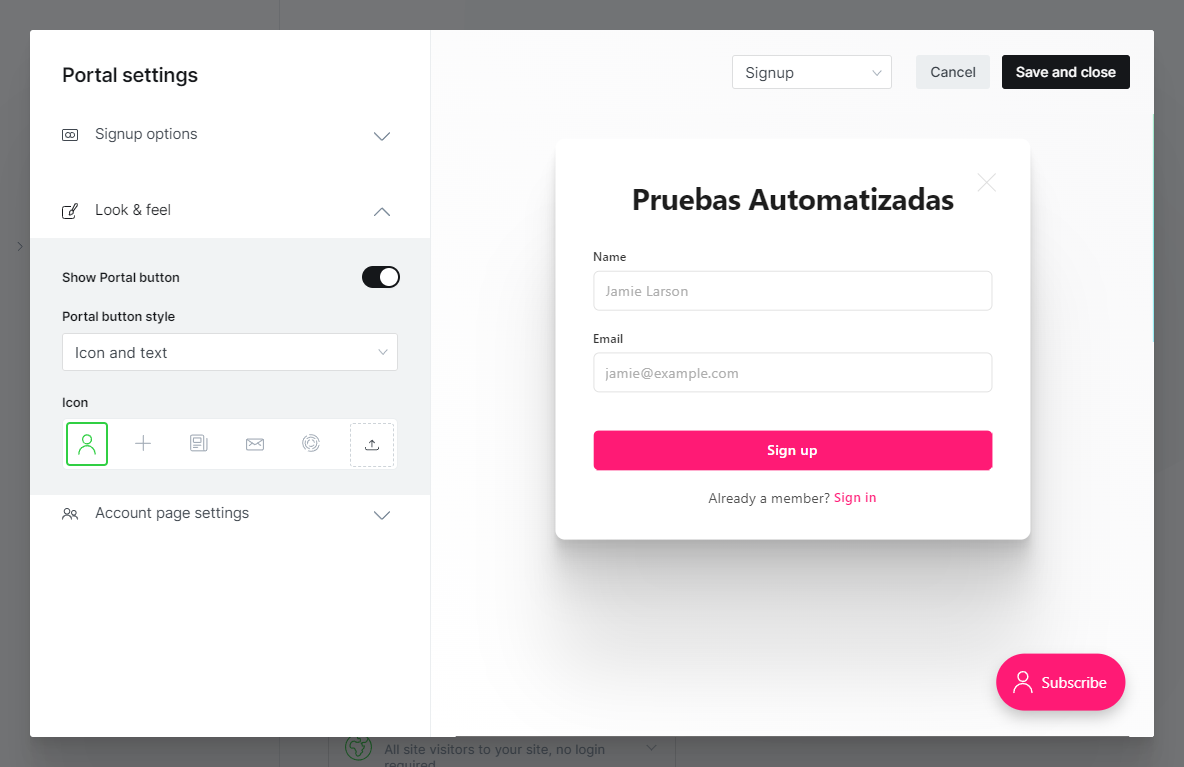 Portal settings
Signup options
Look & feel
Show Portal button
Portal button style
Icon and text
Icon
Account page settings
Signup
Cancel
Save and close
Pruebas Automatizadas
Name
Jamie Larson
Email
jamie@example.com
Sign up
Already a member? Sign in
Subscribe
All site visitors to your site, no login
required